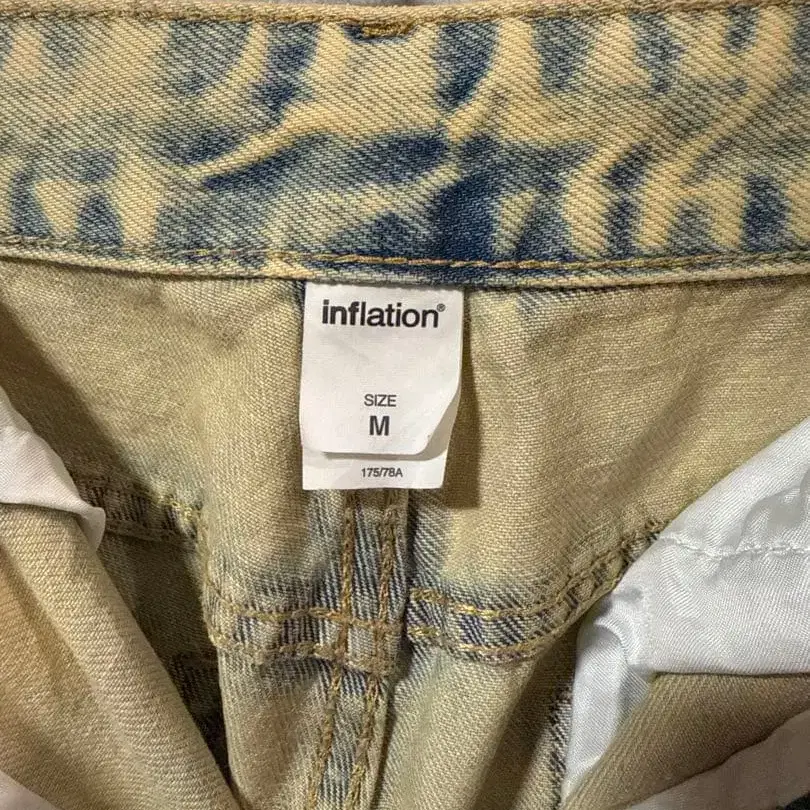 inflation®
SIZE
M
175/78A